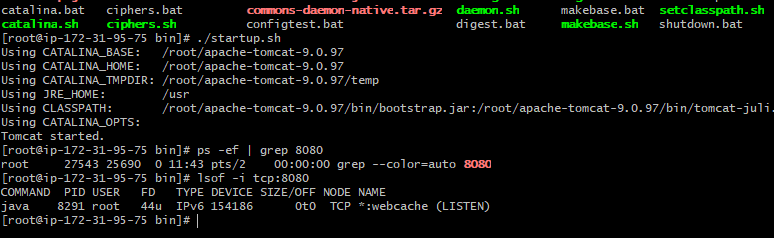 catalina.bat ciphers.bat commons-daemon-native.tar.gz daemon.sh makebase.bat setclasspath.sh
catalina.sh ciphers.sh configtest.bat digest.bat makebase.sh shutdown.bat
[root@ip-172-31-95-75 bin]# ./startup.sh
Using CATALINA_BASE: /root/apache-tomcat-9.0.97
Using CATALINA_HOME: /root/apache-tomcat-9.0.97
Using CATALINA_TMPDIR: /root/apache-tomcat-9.0.97/temp
Using JRE_HOME: /usr
Using CLASSPATH: /root/apache-tomcat-9.0.97/bin/bootstrap.jar:/root/apache-tomcat-9.0.97/bin/tomcat-juli.
Using CATALINA_OPTS:
Tomcat started.
[root@ip-172-31-95-75 bin]# ps -ef | grep 8080
root 27543 25690 0 11:43 pts/2 00:00:00 grep --color=auto 8080
[root@ip-172-31-95-75 bin]# lsof -i tcp:8080
COMMAND PID USER FD TYPE DEVICE SIZE/OFF NODE NAME
java 8291 root 44u IPv6 154186 0t0 TCP *:webcache (LISTEN)
[root@ip-172-31-95-75 bin]#